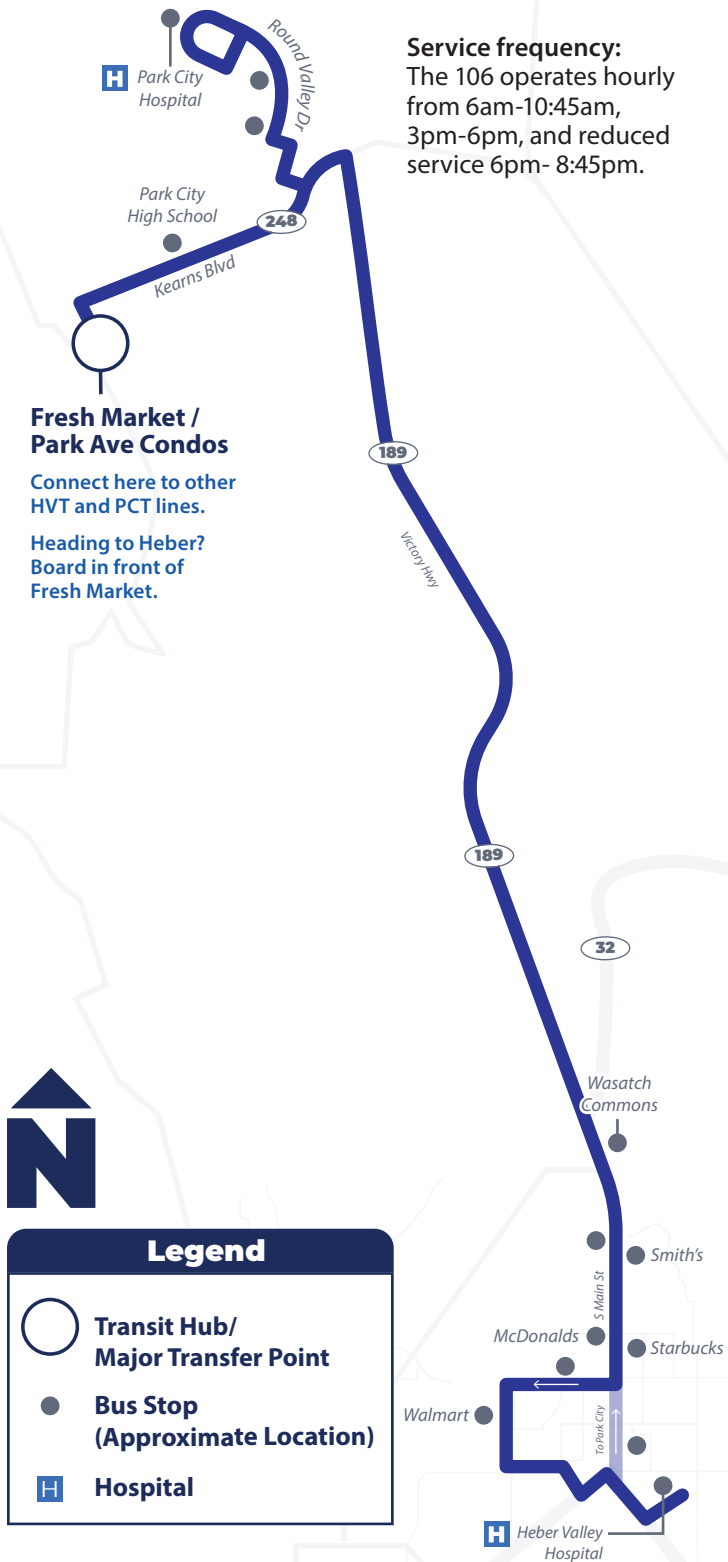 Service frequency:
The 106 operates hourly
from 6am-10:45am,
3pm-6pm, and reduced
service 6pm- 8:45pm.
Round Valley Dr
H
Park City
Hospital
Park City
High School
248
Kearns Blvd
Fresh Market /
Park Ave Condos
Connect here to other
HVT and PCT lines.
Heading to Heber?
Board in front of
Fresh Market.
189
Victory Hwy
189
32
Wasatch
Commons
N
Smith's
S Main St
McDonalds
Starbucks
Walmart
To Park City
H
Heber Valley
Hospital
Legend
Transit Hub/
Major Transfer Point
Bus Stop
(Approximate Location)
H
Hospital